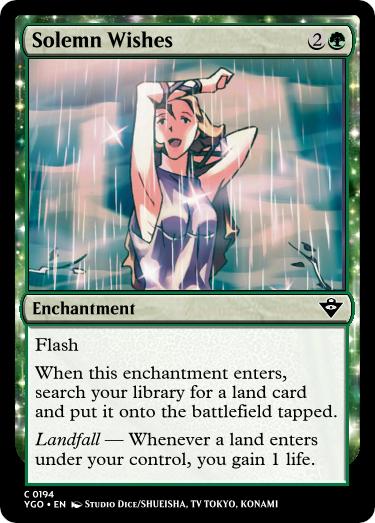 Solemn Wishes 2
Enchantment
Flash
When this enchantment enters,
search your library for a land card
and put it onto the battlefield tapped.
Landfall — Whenever a land enters
under your control, you gain 1 life.
C 0194
YGO • EN Studio Dice/SHUEISHA, TV TOKYO, KONAMI